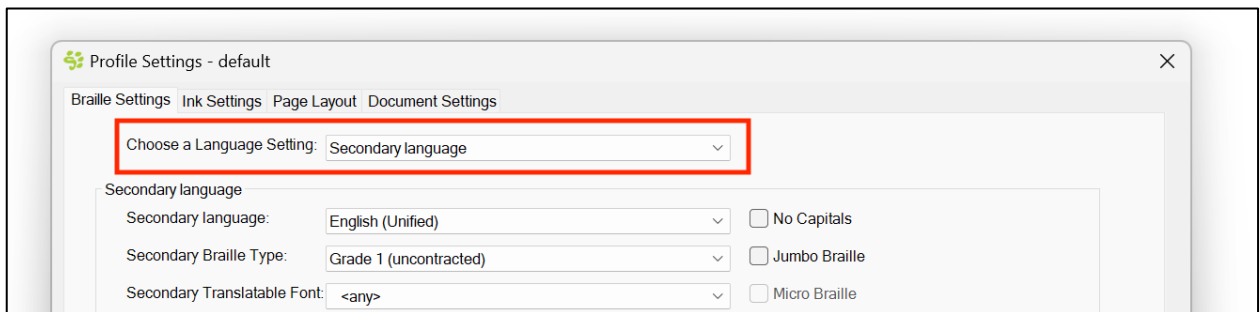 Profile Settings - default
Braille Settings Ink Settings Page Layout Document Settings
Choose a Language Setting: Secondary language
Secondary language
Secondary language: English (Unified) No Capitals
Secondary Braille Type: Grade 1 (uncontracted) Jumbo Braille
Secondary Translatable Font: <any> Micro Braille